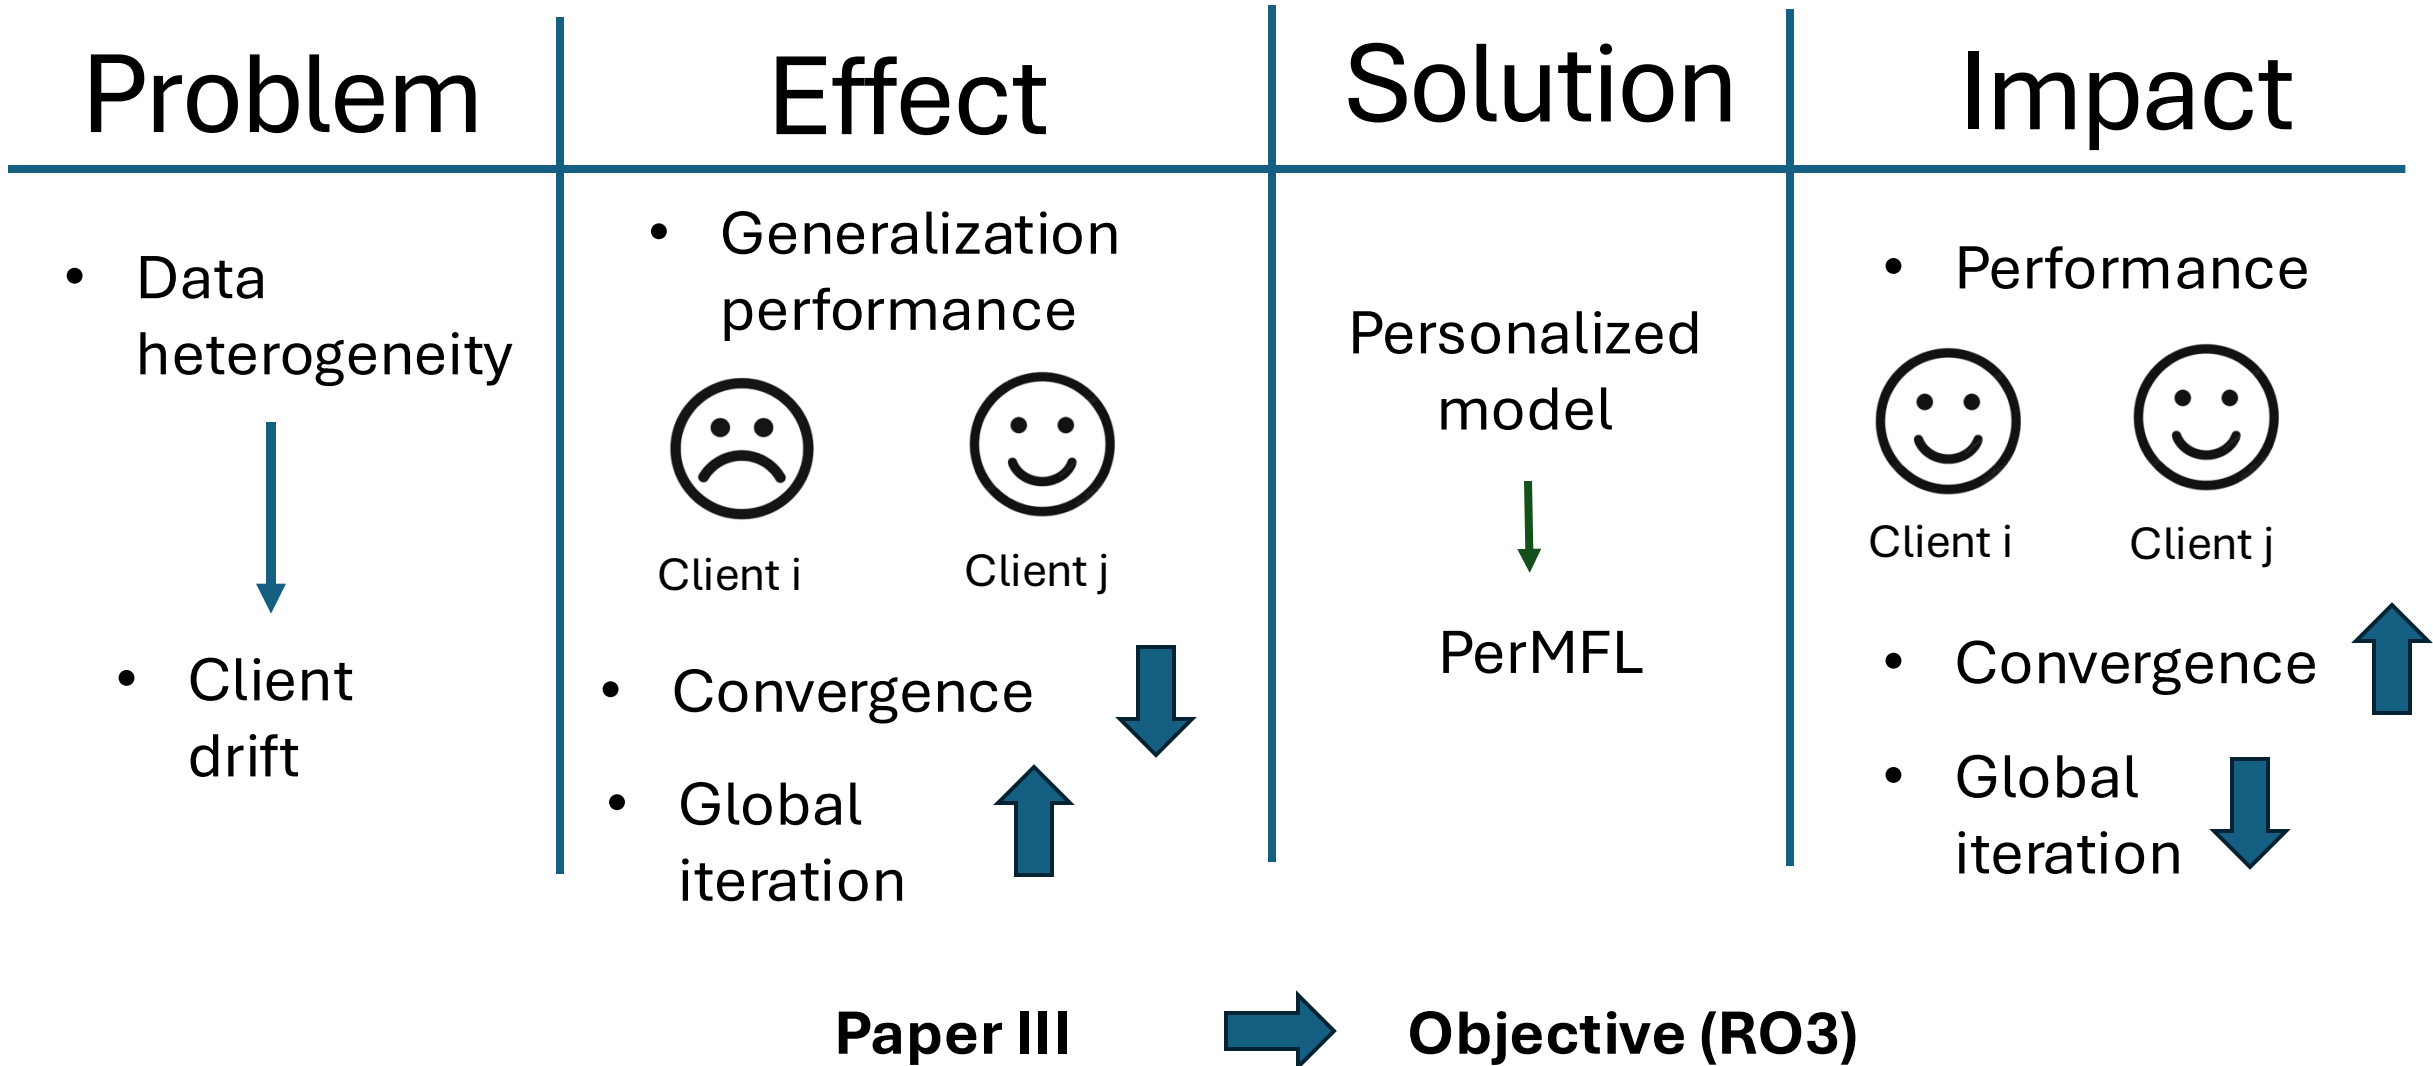 Problem
Effect
Solution
Impact
• Data
heterogeneity
• Client
drift
• Generalization
performance
Client i
Client j
• Convergence
• Global
iteration
Personalized
model
PerMFL
• Performance
Client i
Client j
• Convergence
• Global
iteration
Paper III
Objective (RO3)